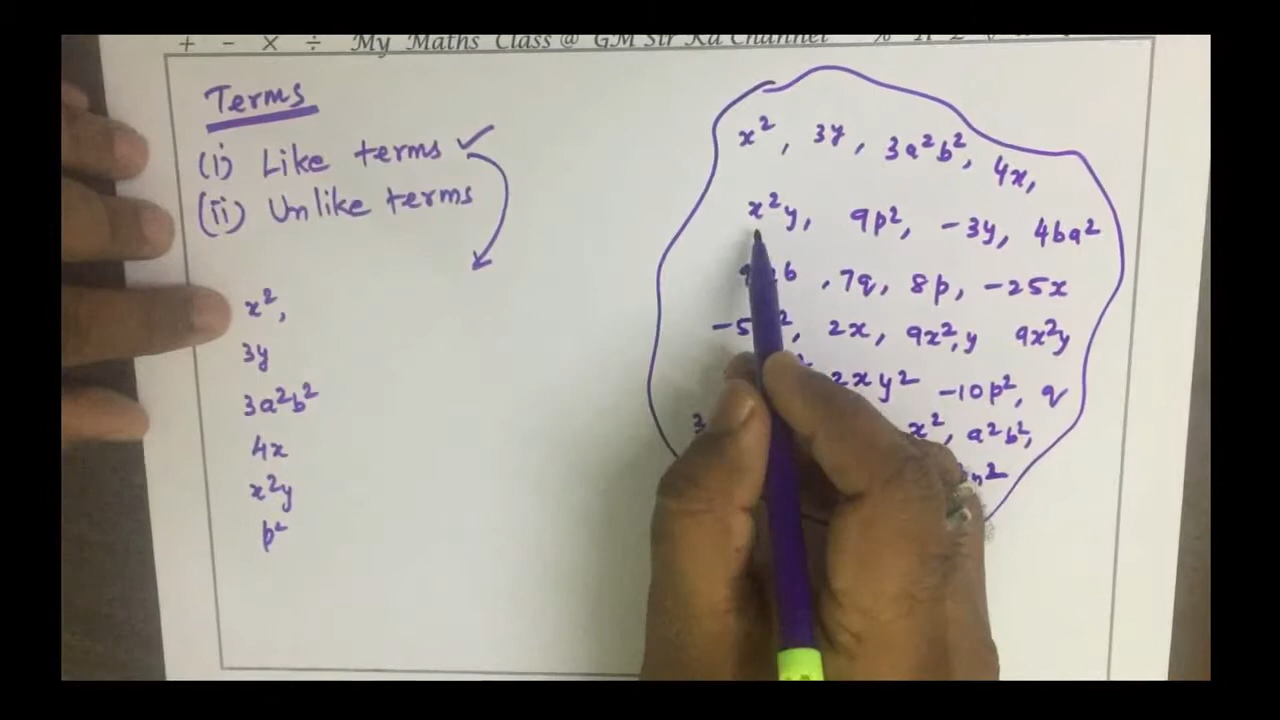 + - × ÷ My Maths Class @ GM Sir Ka Channel %
Terms
(i) Like terms ✓
(ii) Unlike terms
x²,
3y
3a²b²
4x
x²y
p²
x², 3y, 3a²b², 4x,
x²y, 9p², -3y, 4ba²
, 7q, 8p, -25x
2x, 9x², y 9x²y
2xy² -10p², q
x², a²b²,